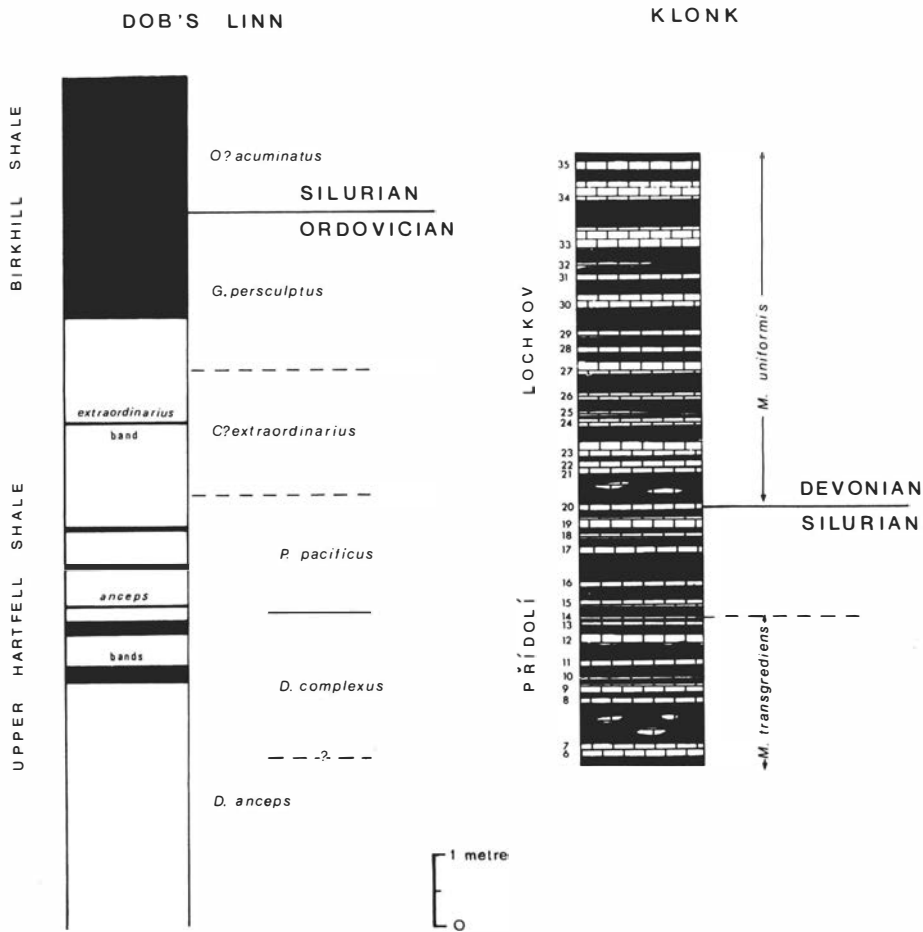 DOB'S LINN
KLONK
BIRKHILL SHALE
UPPER HARTFELL SHALE
O? acuminatus
SILURIAN
ORDOVICIAN
G. persculptus
extraordinarius
band
C? extraordinarius
P. pacificus
anceps
bands
D. complexus
?
D. anceps
1 metre
0
LOCHKOV
PŘÍDOLÍ
35
34
33
32
31
30
29
28
27
26
25
24
23
22
21
20
19
18
17
16
15
14
13
12
11
10
9
8
7
6
M. uniformis
DEVONIAN
SILURIAN
M. transgrediens